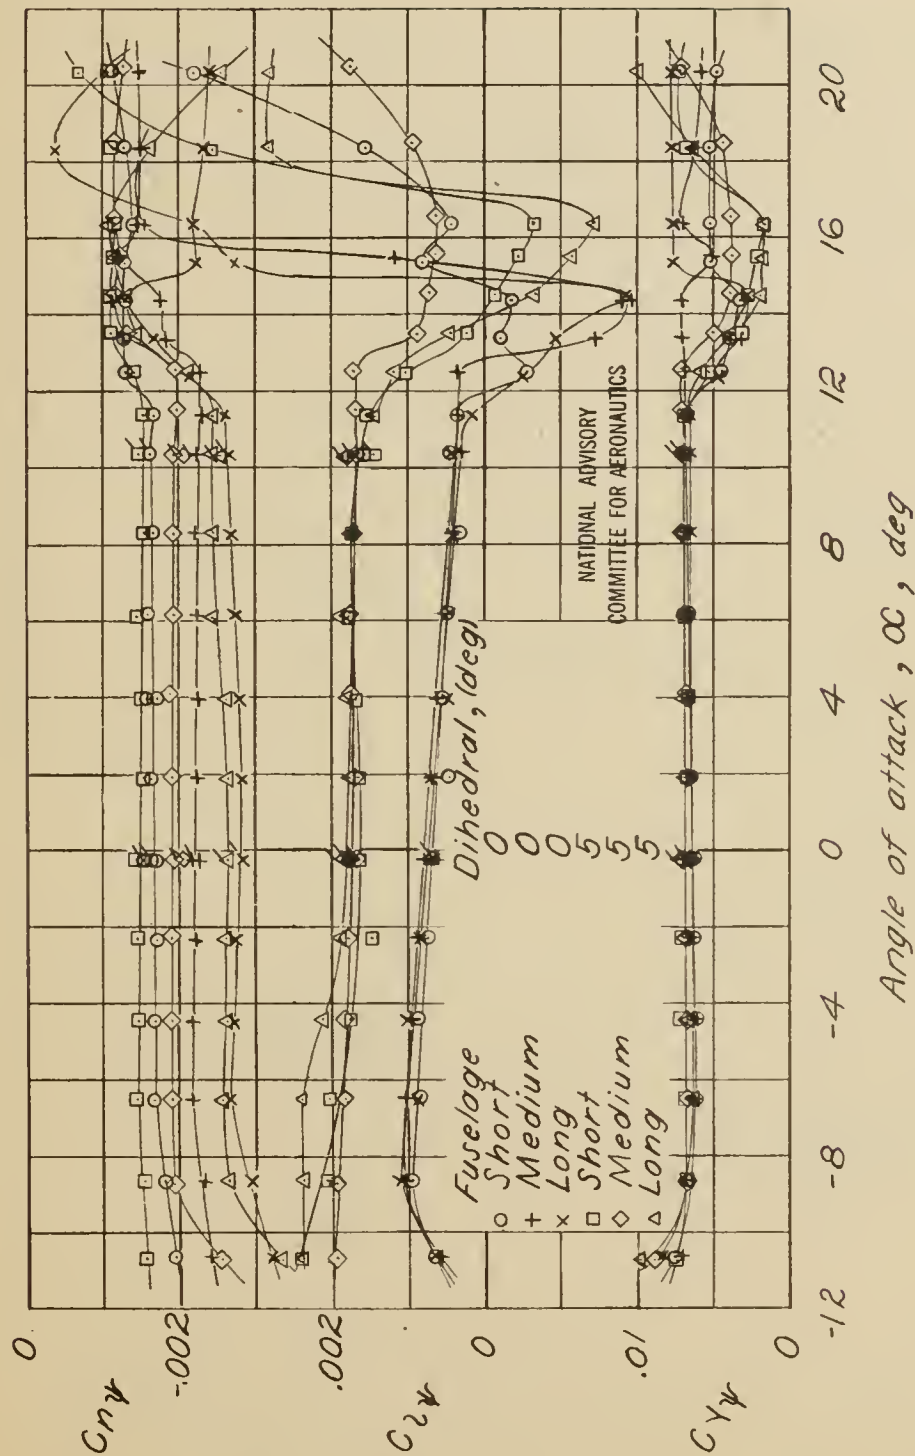 0
Cnψ
-.002
.002
Clψ
0
.01
CYψ
0
-12
-8
-4
0
4
8
12
16
20
Angle of attack, α, deg
Fuselage Dihedral, (deg)
○ Short 0
+ Medium 0
× Long 0
□ Short 5
◇ Medium 5
△ Long 5
NATIONAL ADVISORY
COMMITTEE FOR AERONAUTICS